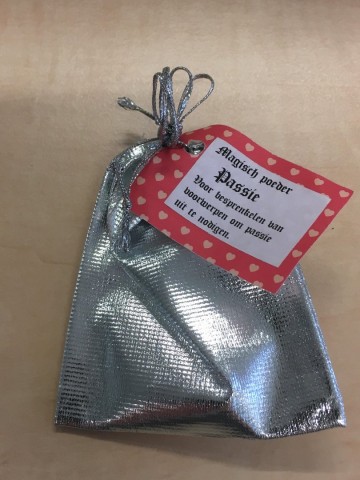 Magisch poeder
Passie
Voor besprenkelen van
voorwerpen om passie
uit te nodigen.